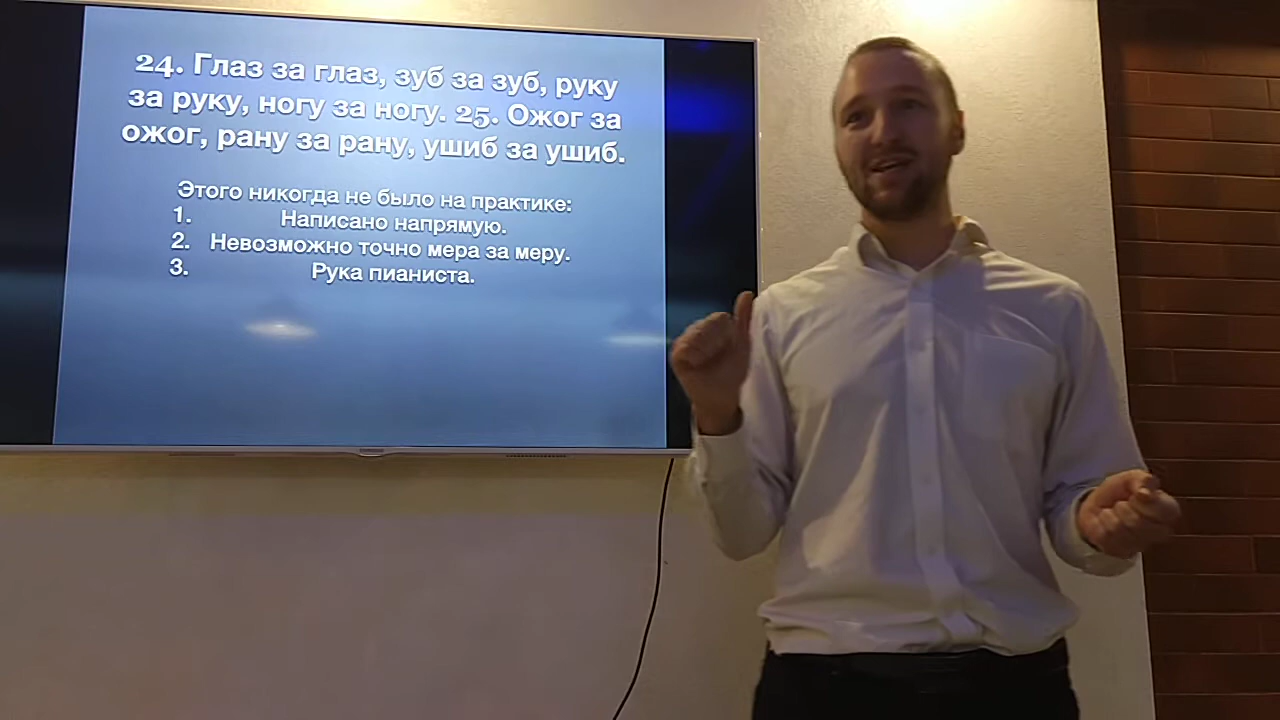 24. Глаз за глаз, зуб за зуб, руку
за руку, ногу за ногу. 25. Ожог за
ожог, рану за рану, ушиб за ушиб.
Этого никогда не было на практике:
1. Написано напрямую.
2. Невозможно точно мера за меру.
3. Рука пианиста.